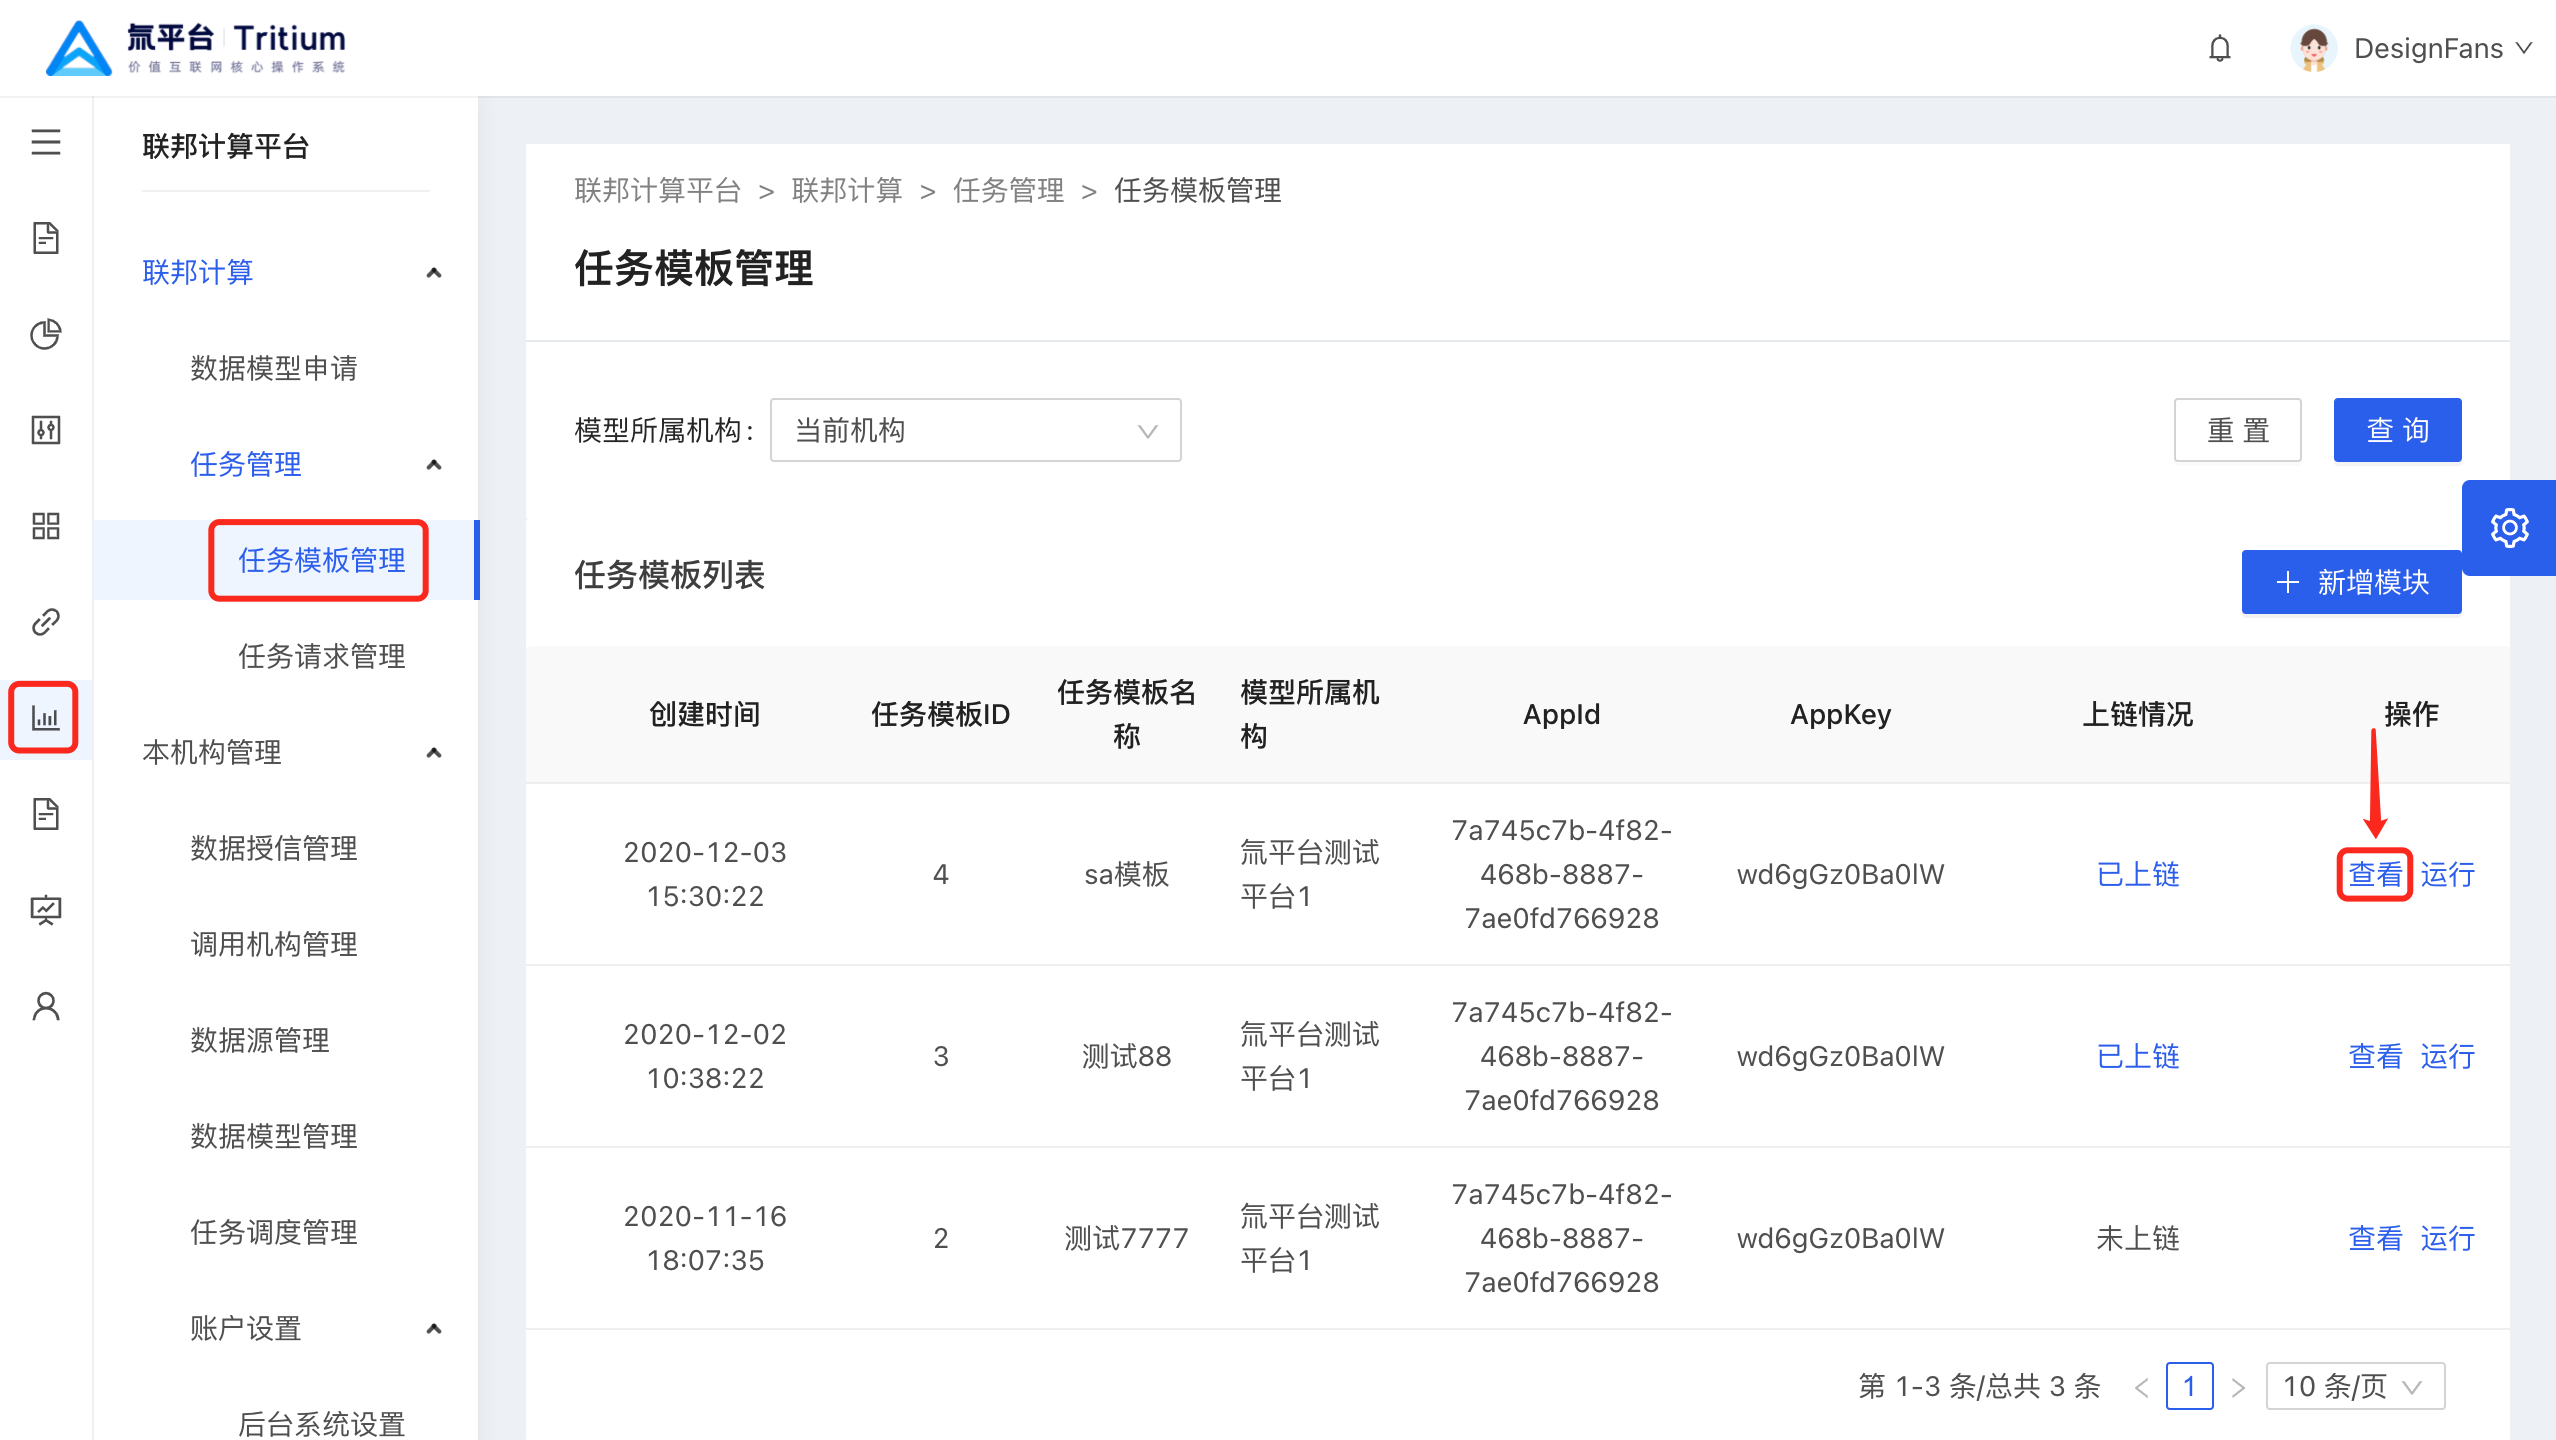 氚平台 Tritium
价值互联网核心操作系统
DesignFans
联邦计算平台
联邦计算
数据模型申请
任务管理
任务模板管理
任务请求管理
本机构管理
数据授信管理
调用机构管理
数据源管理
数据模型管理
任务调度管理
账户设置
后台系统设置
联邦计算平台 > 联邦计算 > 任务管理 > 任务模板管理
任务模板管理
模型所属机构: 当前机构
重 置 查 询
任务模板列表
新增模块
创建时间 任务模板ID 任务模板名称 模型所属机构 AppId AppKey 上链情况 操作
2020-12-03 15:30:22 4 sa模板 氚平台测试平台1 7a745c7b-4f82-468b-8887-7ae0fd766928 wd6gGz0Ba0lW 已上链 查看 运行
2020-12-02 10:38:22 3 测试88 氚平台测试平台1 7a745c7b-4f82-468b-8887-7ae0fd766928 wd6gGz0Ba0lW 已上链 查看 运行
2020-11-16 18:07:35 2 测试7777 氚平台测试平台1 7a745c7b-4f82-468b-8887-7ae0fd766928 wd6gGz0Ba0lW 未上链 查看 运行
第 1-3 条/总共 3 条 < 1 > 10 条/页